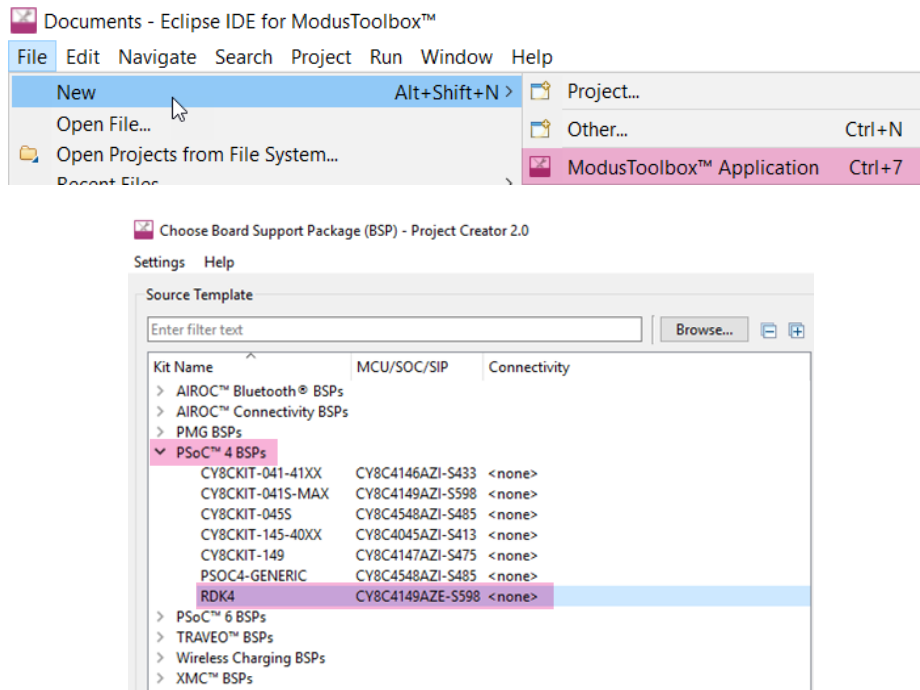 Documents - Eclipse IDE for ModusToolbox™
File Edit Navigate Search Project Run Window Help
New Alt+Shift+N >
Project...
Open File...
Other... Ctrl+N
Open Projects from File System...
ModusToolbox™ Application Ctrl+7
Recent Files
Choose Board Support Package (BSP) - Project Creator 2.0
Settings Help
Source Template
Enter filter text Browse...
Kit Name MCU/SOC/SIP Connectivity
AIROC™ Bluetooth® BSPs
AIROC™ Connectivity BSPs
PMG BSPs
PSoC™ 4 BSPs
CY8CKIT-041-41XX CY8C4146AZI-S433 <none>
CY8CKIT-041S-MAX CY8C4149AZI-S598 <none>
CY8CKIT-045S CY8C4548AZI-S485 <none>
CY8CKIT-145-40XX CY8C4045AZI-S413 <none>
CY8CKIT-149 CY8C4147AZI-S475 <none>
PSOC4-GENERIC CY8C4548AZI-S485 <none>
RDK4 CY8C4149AZE-S598 <none>
PSoC™ 6 BSPs
TRAVEO™ BSPs
Wireless Charging BSPs
XMC™ BSPs